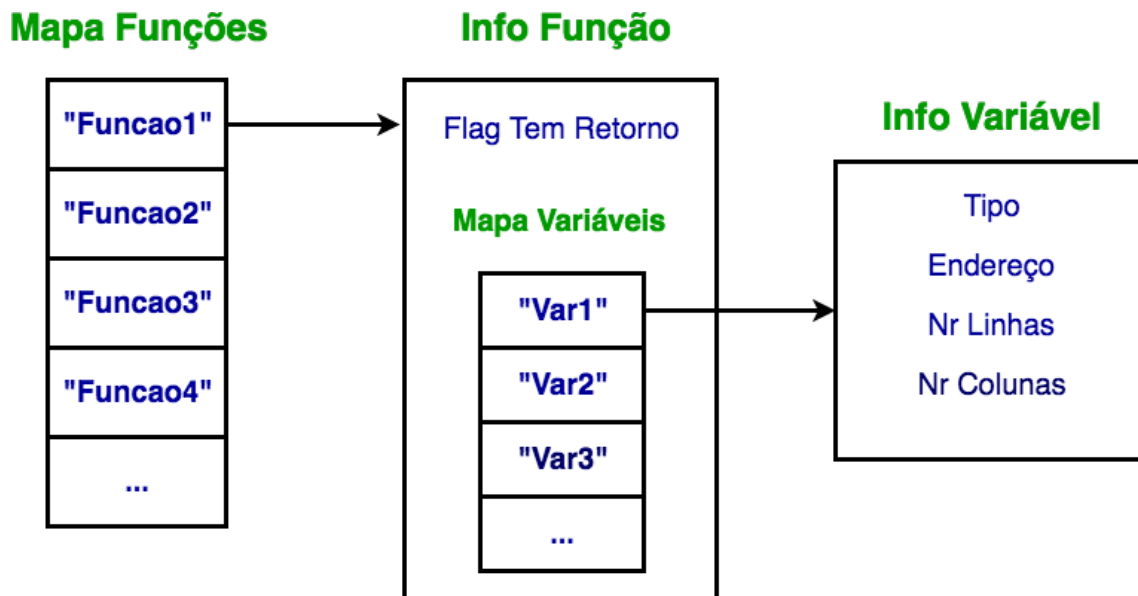 Mapa Funções
"Funcao1"
"Funcao2"
"Funcao3"
"Funcao4"
...
Info Função
Flag Tem Retorno
Mapa Variáveis
"Var1"
"Var2"
"Var3"
...
Info Variável
Tipo
Endereço
Nr Linhas
Nr Colunas